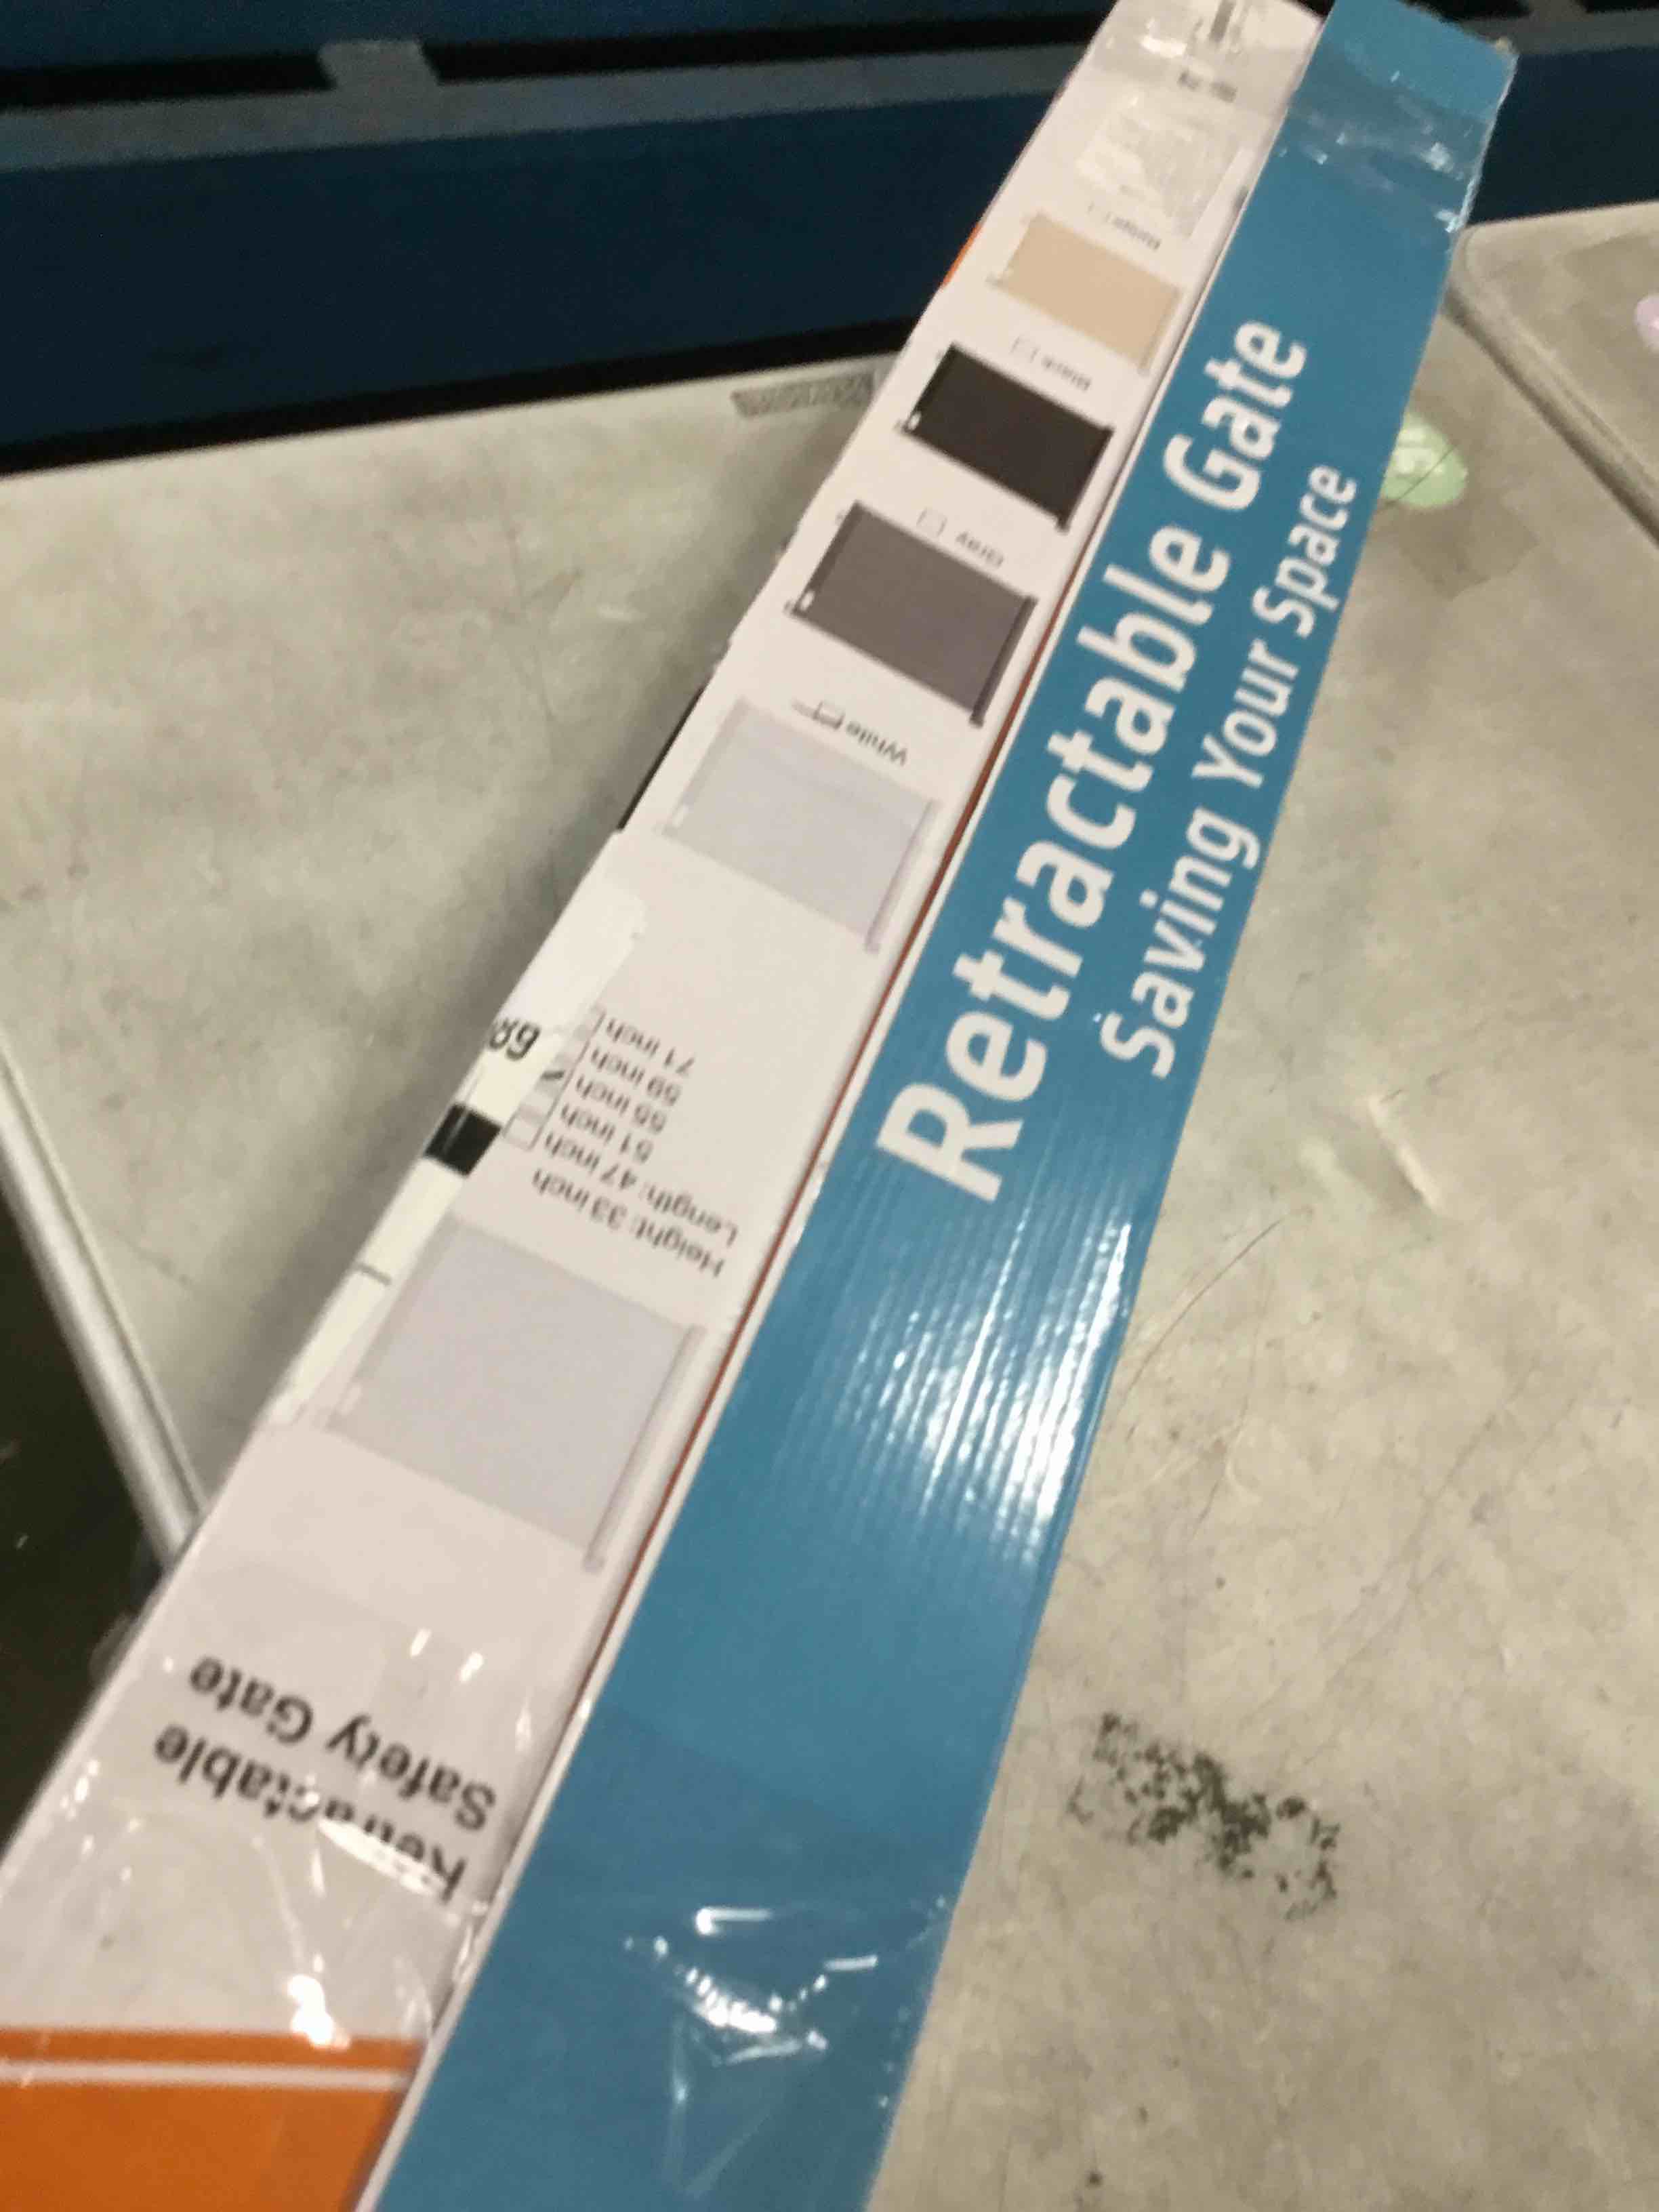 Retractable Gate
Saving Your Space
Retractable
Safety Gate
Height: 33 inch
Length: 47 inch
51 inch
55 inch
59 inch
71 inch
White
Gray
Black